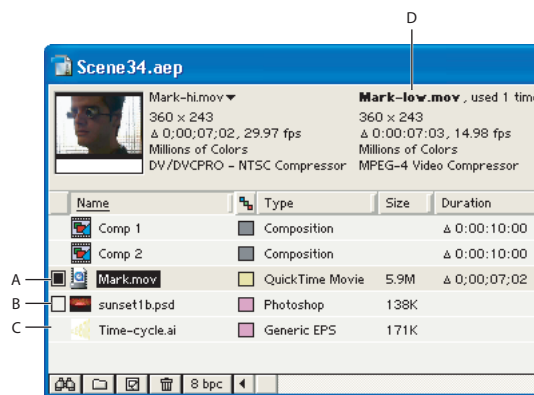 D
Scene34.aep
Mark-hi.mov
Mark-low.mov , used 1 tim
360 x 243
360 x 243
Δ 0;00;07;02, 29.97 fps
Δ 0:00:07:03, 14.98 fps
Millions of Colors
Millions of Colors
DV/DVCPRO - NTSC Compressor
MPEG-4 Video Compressor
Name Type Size Duration
Comp 1 Composition Δ 0:00:10:00
Comp 2 Composition Δ 0:00:10:00
A Mark.mov QuickTime Movie 5.9M Δ 0;00;07;02
B sunset1b.psd Photoshop 138K
C Time-cycle.ai Generic EPS 171K
8 bpc